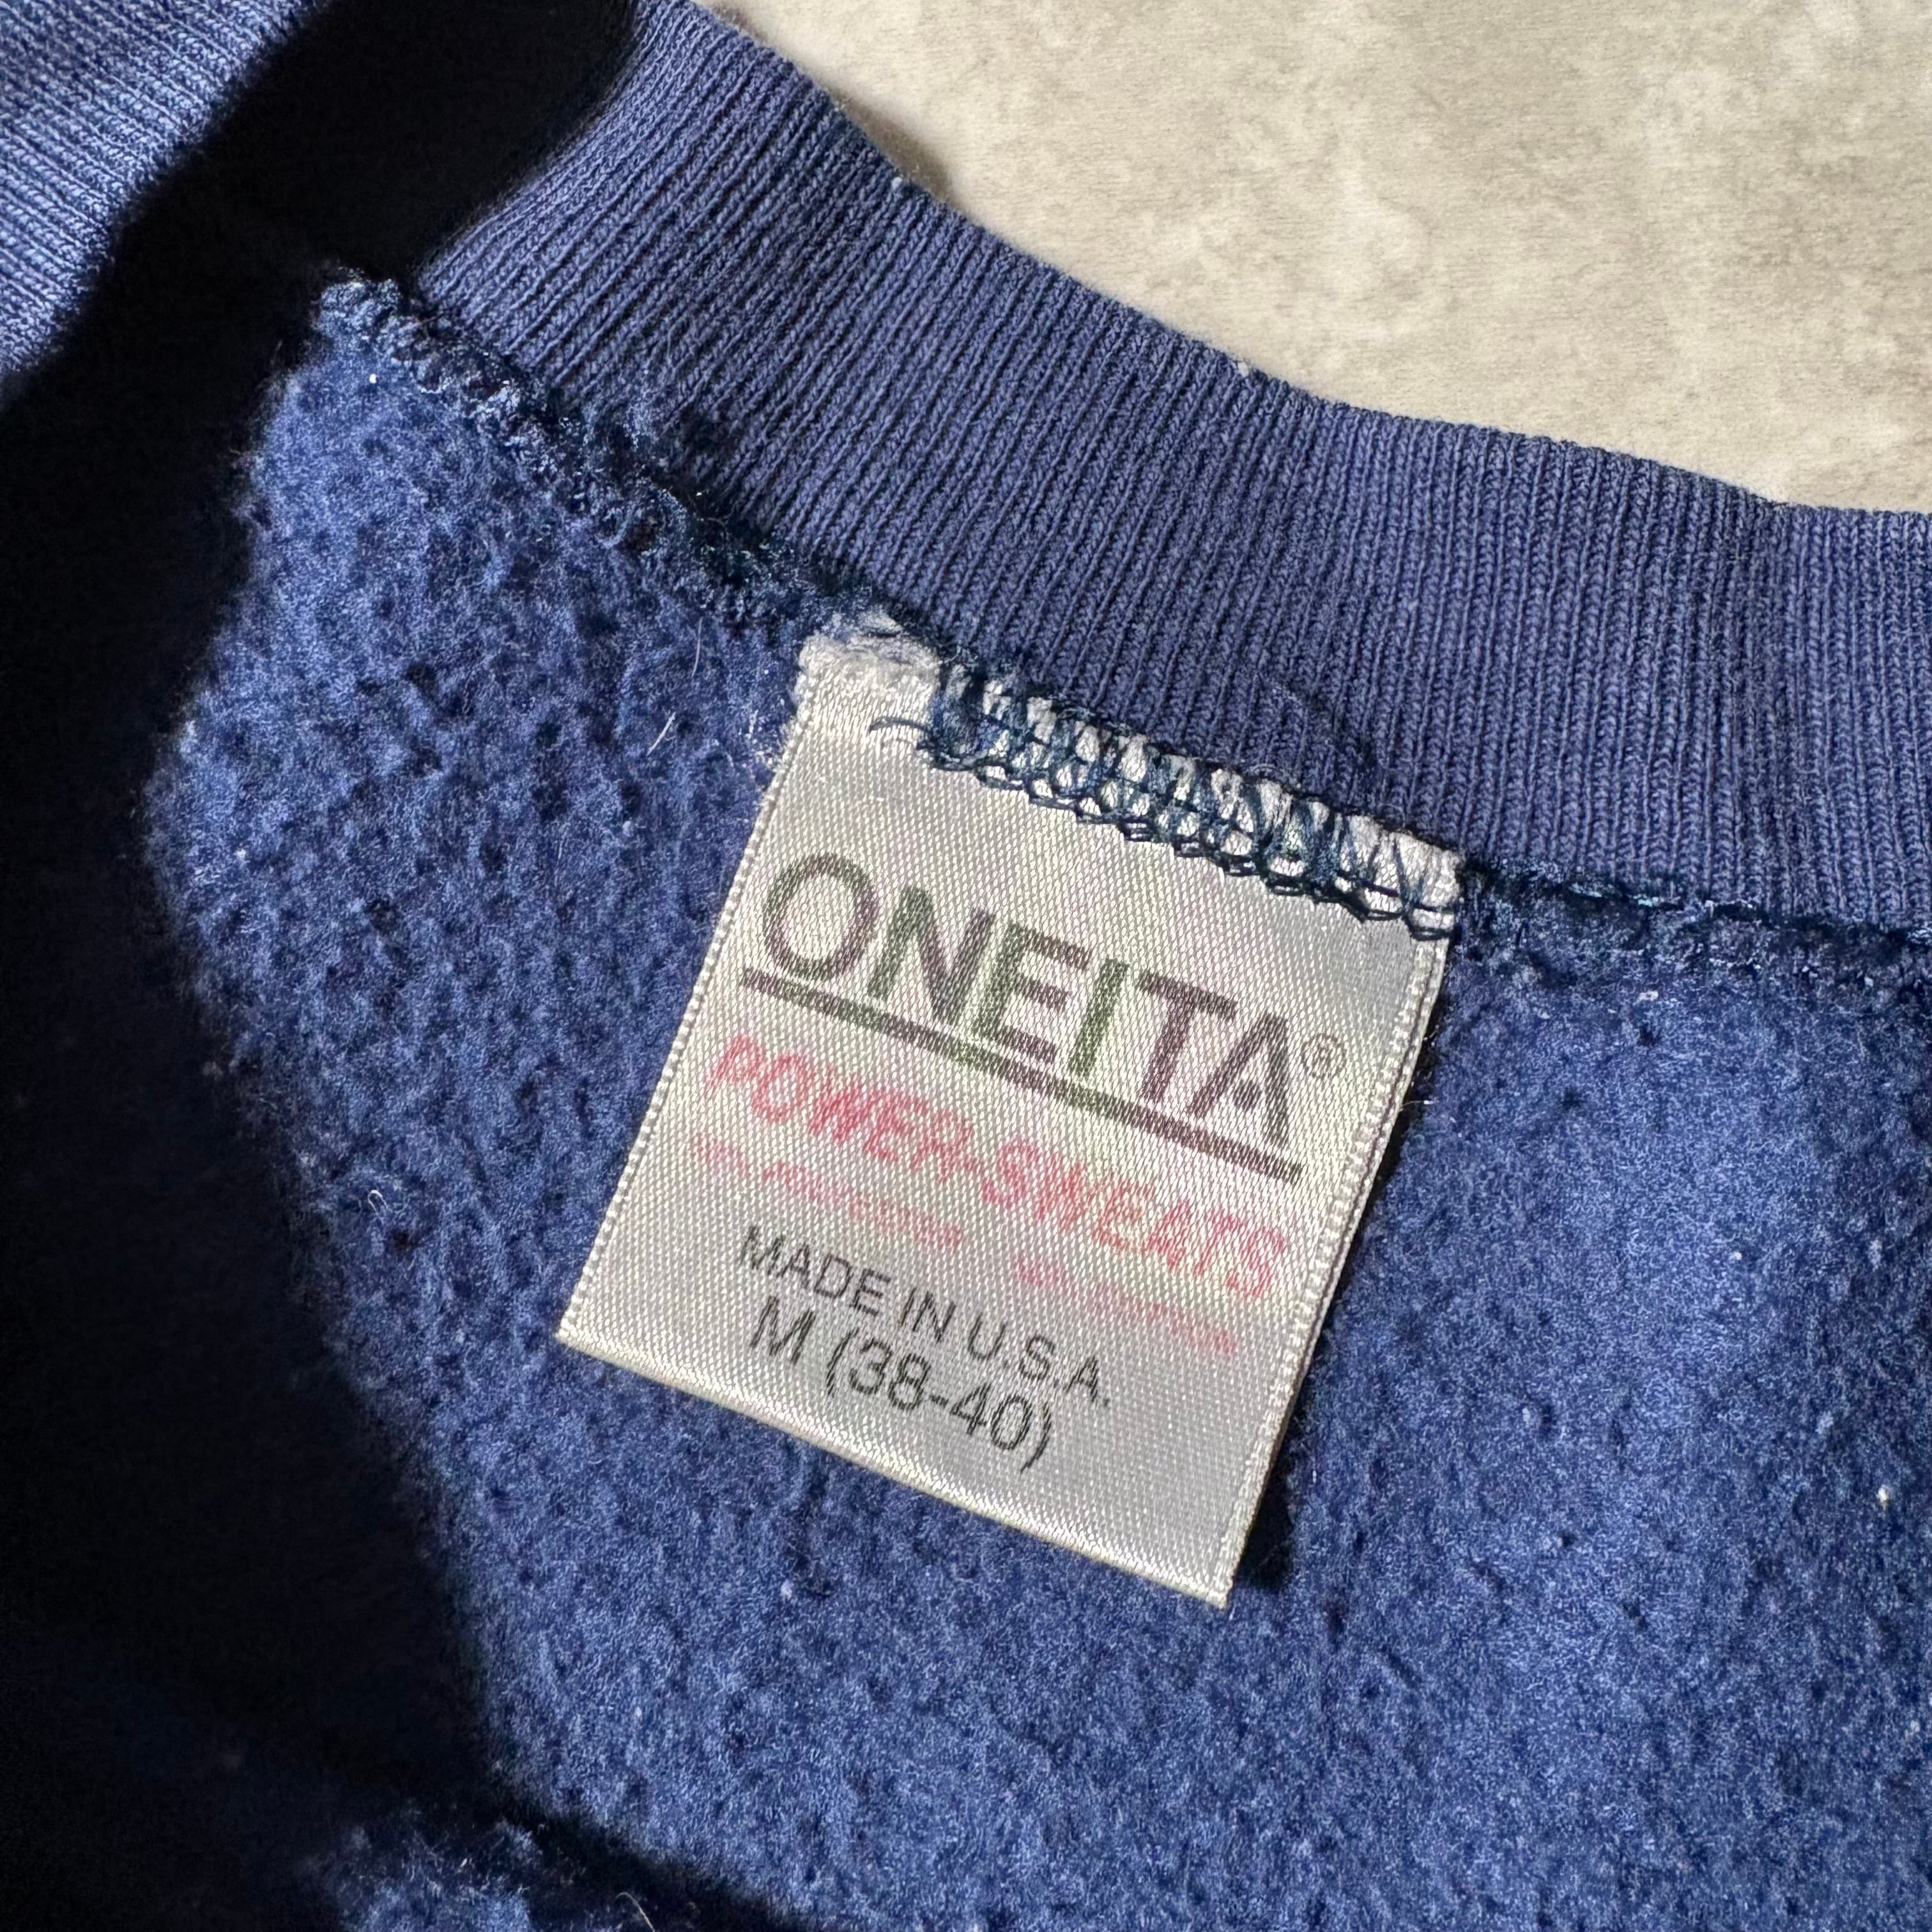 ONEITA®
POWER-SWEATS
MADE IN U.S.A.
M (38-40)